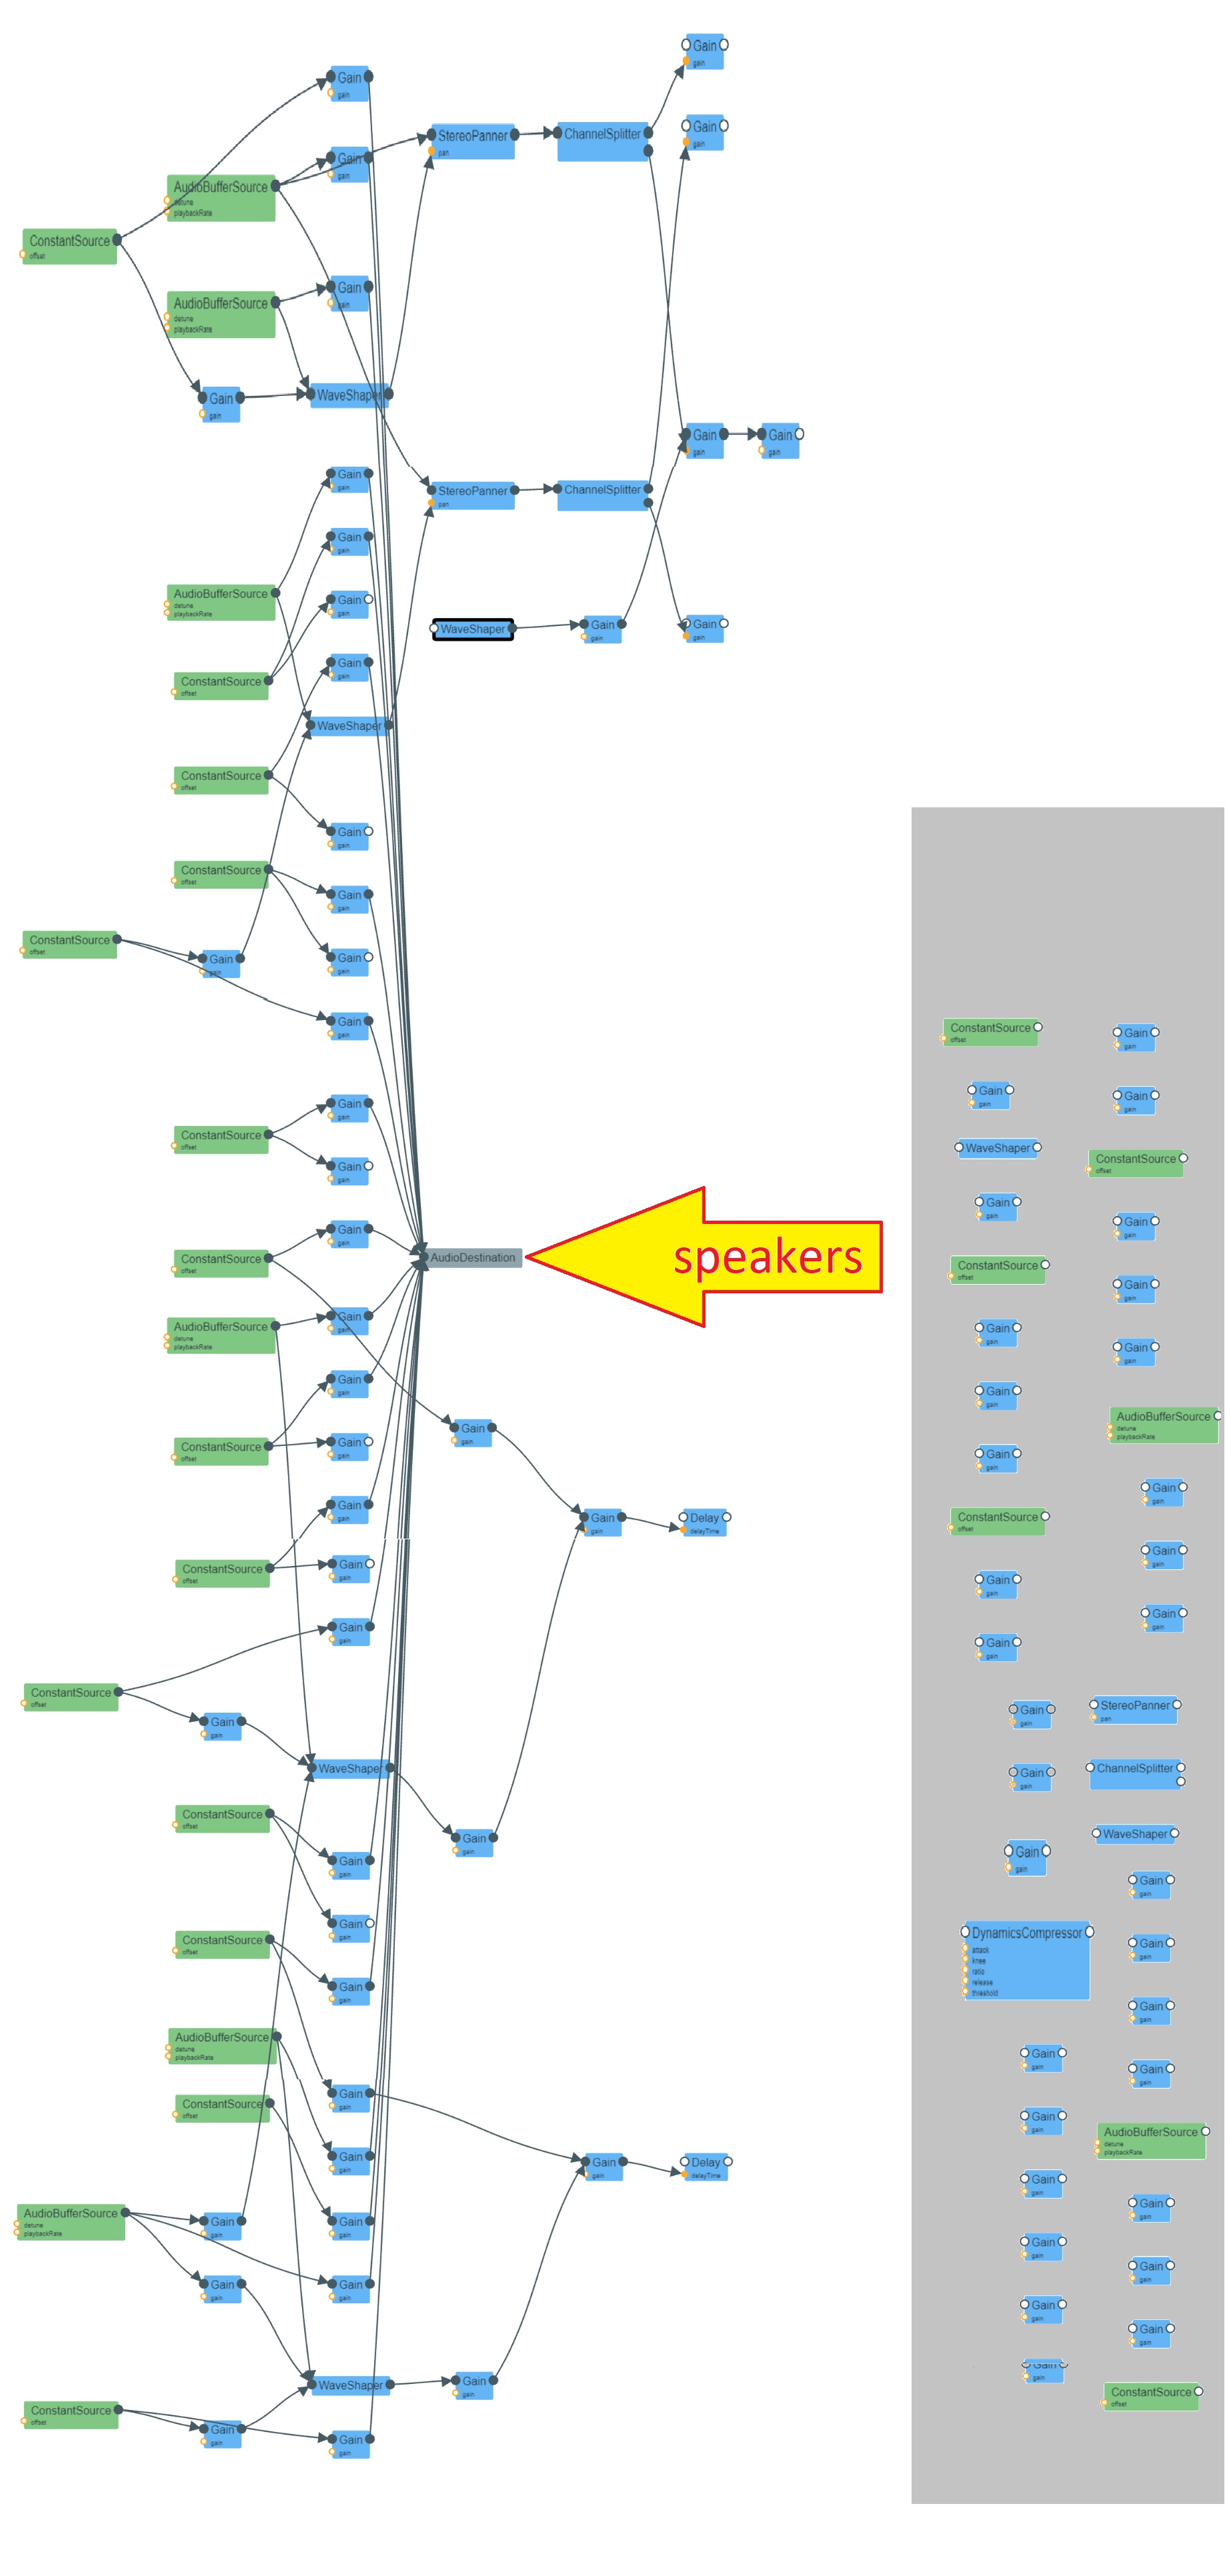 Gain
gain
Gain
gain
Gain
gain
StereoPanner
pan
ChannelSplitter
Gain
gain
AudioBufferSource
detune
playbackRate
ConstantSource
offset
Gain
gain
AudioBufferSource
detune
playbackRate
Gain
gain
WaveShaper
Gain
gain
Gain
gain
Gain
gain
StereoPanner
pan
ChannelSplitter
Gain
gain
AudioBufferSource
detune
playbackRate
Gain
gain
WaveShaper
Gain
gain
Gain
gain
Gain
gain
ConstantSource
offset
WaveShaper
ConstantSource
offset
Gain
gain
ConstantSource
offset
Gain
gain
ConstantSource
offset
Gain
gain
Gain
gain
Gain
gain
Gain
gain
ConstantSource
offset
Gain
gain
Gain
gain
ConstantSource
offset
AudioDestination
speakers
Gain
gain
AudioBufferSource
detune
playbackRate
Gain
gain
Gain
gain
ConstantSource
offset
Gain
gain
Gain
gain
Gain
gain
Delay
delayTime
ConstantSource
offset
Gain
gain
Gain
gain
ConstantSource
offset
Gain
gain
WaveShaper
ConstantSource
offset
Gain
gain
Gain
gain
Gain
gain
ConstantSource
offset
Gain
gain
AudioBufferSource
detune
playbackRate
Gain
gain
ConstantSource
offset
Gain
gain
Gain
gain
Delay
delayTime
AudioBufferSource
detune
playbackRate
Gain
gain
Gain
gain
Gain
gain
Gain
gain
WaveShaper
Gain
gain
ConstantSource
offset
Gain
gain
Gain
gain
ConstantSource
offset
Gain
gain
WaveShaper
Gain
gain
ConstantSource
offset
Gain
gain
Gain
gain
Gain
gain
ConstantSource
offset
Gain
gain
Gain
gain
Gain
gain
Gain
gain
Gain
gain
DynamicsCompressor
attack
knee
ratio
release
threshold
Gain
gain
Gain
gain
Gain
gain
Gain
gain
Gain
gain
Gain
gain
Gain
gain
Gain
gain
ConstantSource
offset
Gain
gain
Gain
gain
Gain
gain
AudioBufferSource
detune
playbackRate
Gain
gain
Gain
gain
Gain
gain
StereoPanner
pan
ChannelSplitter
WaveShaper
Gain
gain
Gain
gain
Gain
gain
Gain
gain
AudioBufferSource
detune
playbackRate
Gain
gain
Gain
gain
Gain
gain
ConstantSource
offset